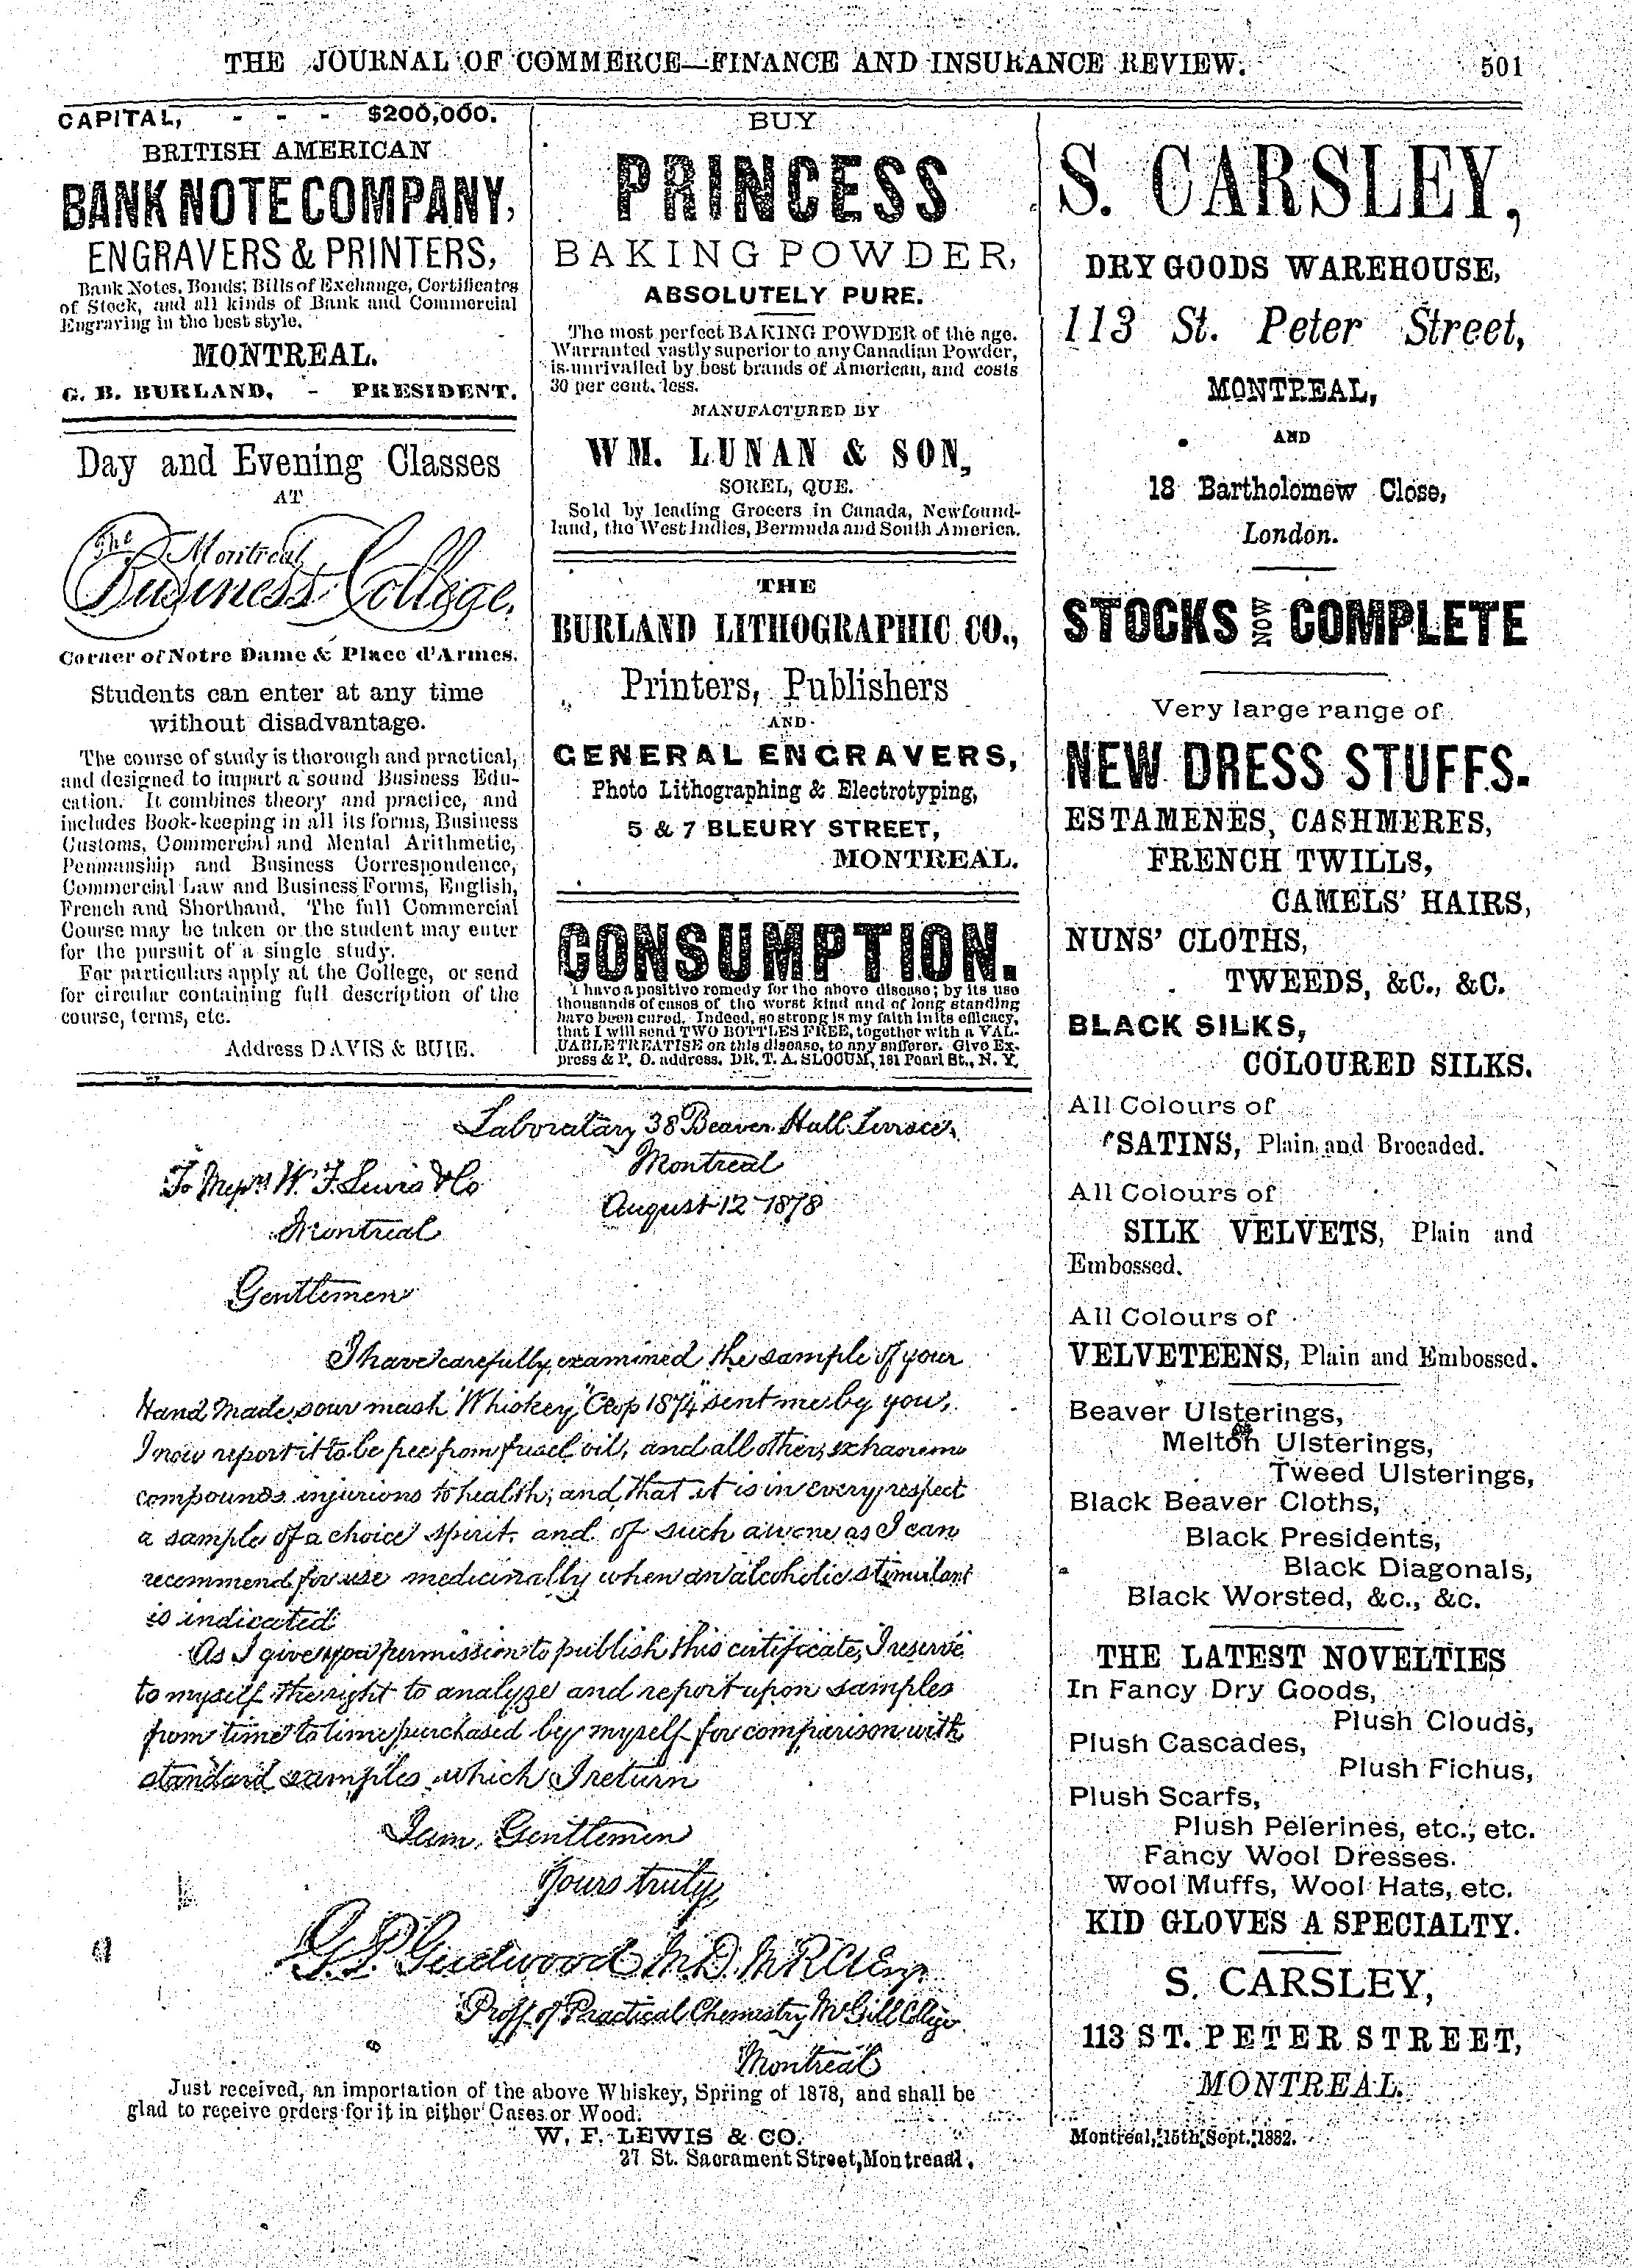 THE JOURNAL OF COMMERCE—FINANCE AND INSURANCE REVIEW. 501
CAPITAL, - - - $200,000.
BRITISH AMERICAN
BANK NOTE COMPANY,
ENGRAVERS & PRINTERS,
Bank Notes, Bonds, Bills of Exchange, Certificates
of Stock, and all kinds of Bank and Commercial
Engraving in the best style.
MONTREAL.
G. B. BURLAND, - PRESIDENT.
Day and Evening Classes
AT
The Montreal
Business College,
Corner of Notre Dame & Place d'Armes.
Students can enter at any time
without disadvantage.
The course of study is thorough and practical,
and designed to impart a sound Business Edu-
cation. It combines theory and practice, and
includes Book-keeping in all its forms, Business
Customs, Commercial and Mental Arithmetic,
Penmanship and Business Correspondence,
Commercial Law and Business Forms, English,
French and Shorthand. The full Commercial
Course may be taken or the student may enter
for the pursuit of a single study.
For particulars apply at the College, or send
for circular containing full description of the
course, terms, etc.
Address DAVIS & BUIE.
BUY
PRINCESS
BAKING POWDER,
ABSOLUTELY PURE.
The most perfect BAKING POWDER of the age.
Warranted vastly superior to any Canadian Powder,
is unrivalled by best brands of American, and costs
30 per cent. less.
MANUFACTURED BY
WM. LUNAN & SON,
SOREL, QUE.
Sold by leading Grocers in Canada, Newfound-
land, the West Indies, Bermuda and South America.
THE
BURLAND LITHOGRAPHIC CO.,
Printers, Publishers
AND
GENERAL ENGRAVERS,
Photo Lithographing & Electrotyping,
5 & 7 BLEURY STREET,
MONTREAL.
CONSUMPTION.
I have a positive remedy for the above disease; by its use
thousands of cases of the worst kind and of long standing
have been cured. Indeed, so strong is my faith in its efficacy,
that I will send TWO BOTTLES FREE, together with a VAL-
UABLE TREATISE on this disease, to any sufferer. Give Ex-
press & P. O. address. DR. T. A. SLOCUM, 181 Pearl St., N. Y.
Laboratary 38 Beaver Hall Terrace,
Montreal
August 12 1878
To Messrs W. F. Lewis & Co
Montreal
Gentlemen
I have carefully examined the sample of your
Hand Made sour mash Whiskey, "Crop 1874" sent me by you,
I now report it to be free from fusel oil, and all other
compounds injurious to health; and that it is in every respect
a sample of a choice spirit, and of such a one as I can
recommend for use medicinally when an alcoholic stimulant
is indicated
As I give you permission to publish this certificate, I reserve
to myself the right to analyze and report upon samples
from time to time purchased by myself for comparison with
standard samples which I return
I am, Gentlemen
Yours truly,
G. P. Girdwood M.D. M.R.C.S. Eng.
Proff. of Practical Chemistry McGill College
Montreal
Just received, an importation of the above Whiskey, Spring of 1878, and shall be
glad to receive orders for it in either Cases or Wood.
W. F. LEWIS & CO.
27 St. Sacrament Street, Montreaal.
S. CARSLEY,
DRY GOODS WAREHOUSE,
113 St. Peter Street,
MONTREAL,
AND
18 Bartholomew Close,
London.
STOCKS NOW COMPLETE
Very large range of
NEW DRESS STUFFS.
ESTAMENES, CASHMERES,
FRENCH TWILLS,
CAMELS' HAIRS,
NUNS' CLOTHS,
TWEEDS, &C., &C.
BLACK SILKS,
COLOURED SILKS.
All Colours of
SATINS, Plain and Brocaded.
All Colours of
SILK VELVETS, Plain and
Embossed.
All Colours of
VELVETEENS, Plain and Embossed.
Beaver Ulsterings,
Melton Ulsterings,
Tweed Ulsterings,
Black Beaver Cloths,
Black Presidents,
Black Diagonals,
Black Worsted, &c., &c.
THE LATEST NOVELTIES
In Fancy Dry Goods,
Plush Clouds,
Plush Cascades,
Plush Fichus,
Plush Scarfs,
Plush Pelerines, etc., etc.
Fancy Wool Dresses.
Wool Muffs, Wool Hats, etc.
KID GLOVES A SPECIALTY.
S. CARSLEY,
113 ST. PETER STREET,
MONTREAL.
Montreal, 15th Sept., 1882.